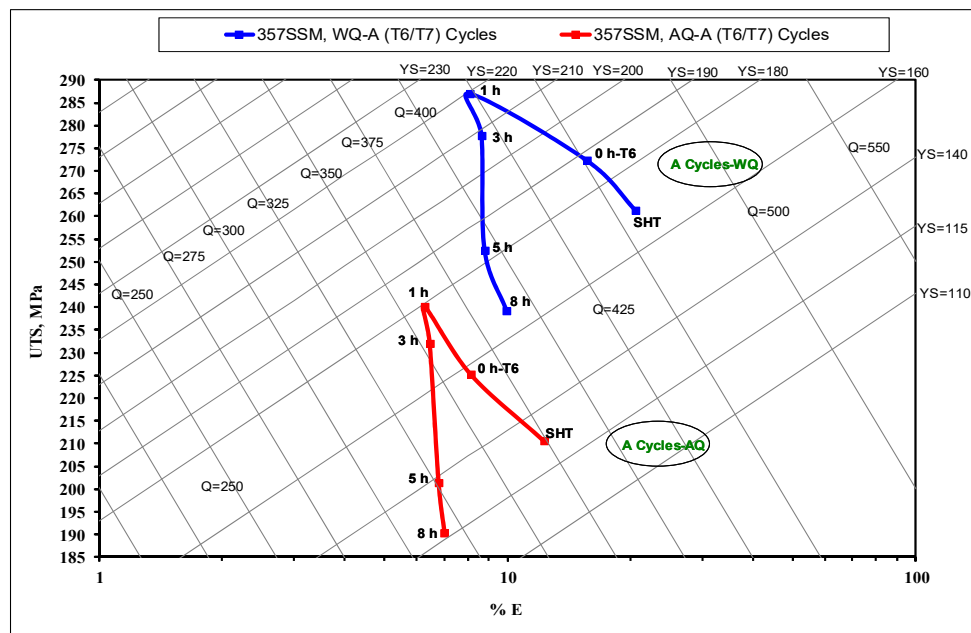 357SSM, WQ-A (T6/T7) Cycles 357SSM, AQ-A (T6/T7) Cycles
YS=230 YS=220 YS=210 YS=200 YS=190 YS=180 YS=160
290
285
280
275
270
265
260
255
250
245
240
230
225
220
215
210
205
200
195
190
185
UTS, MPa
1 h
Q=400
3 h
Q=375
Q=550
YS=140
0 h-T6
A Cycles-WQ
Q=350
Q=325
Q=500
SHT
YS=115
Q=300
5 h
Q=275
Q=250
1 h
8 h
Q=425
YS=110
3 h
0 h-T6
SHT
A Cycles-AQ
5 h
Q=250
8 h
1 10 100
% E